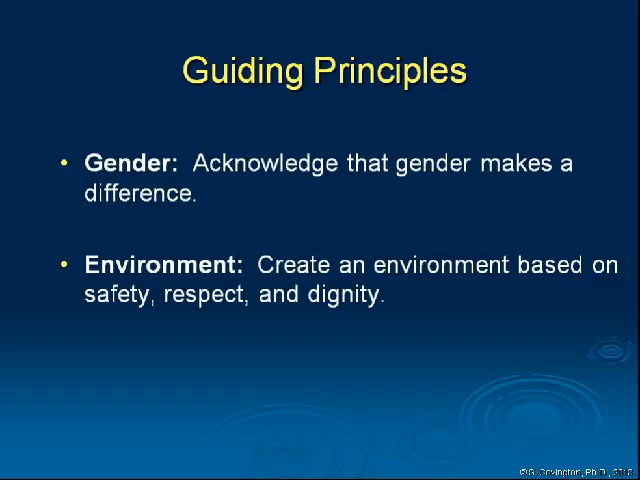 Guiding Principles
• Gender: Acknowledge that gender makes a
difference.
• Environment: Create an environment based on
safety, respect, and dignity.
Covington, Ph.D.,